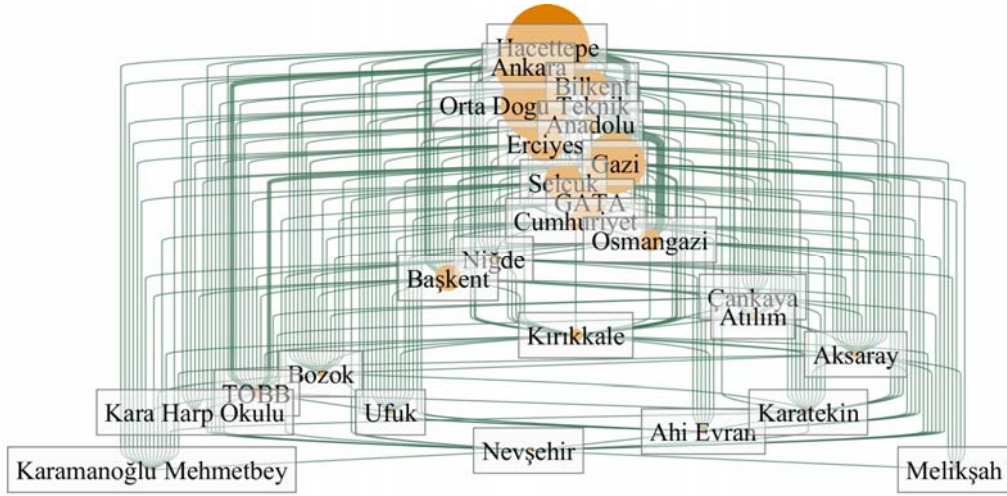 Hacettepe
Ankara
Bilkent
Orta Dogu Teknik
Anadolu
Erciyes
Gazi
Selçuk
GATA
Cumhuriyet
Osmangazi
Niğde
Başkent
Çankaya
Atılım
Kırıkkale
Aksaray
Bozok
TOBB
Kara Harp Okulu
Ufuk
Karatekin
Ahi Evran
Nevşehir
Karamanoğlu Mehmetbey
Melikşah